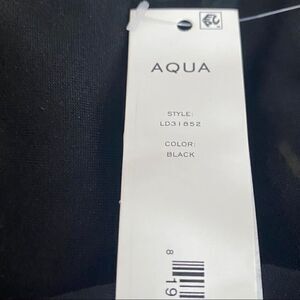 AQUA
STYLE:
LD31852
COLOR:
BLACK
8
19